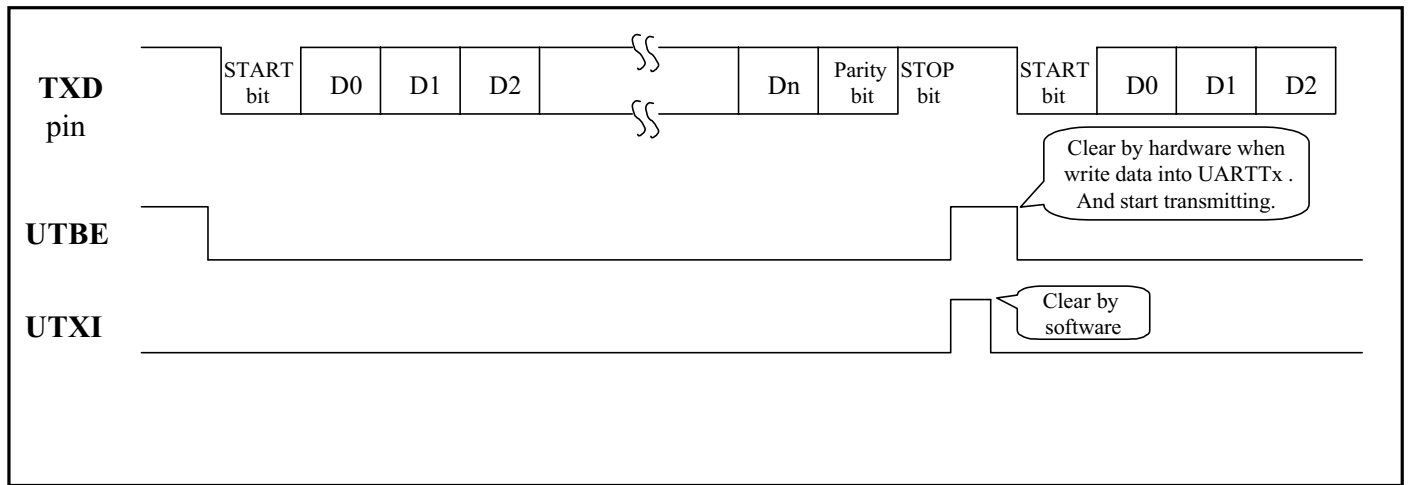 TXD
pin
START
bit
D0
D1
D2
Dn
Parity
bit
STOP
bit
START
bit
D0
D1
D2
Clear by hardware when
write data into UARTTx .
And start transmitting.
UTBE
UTXI
Clear by
software